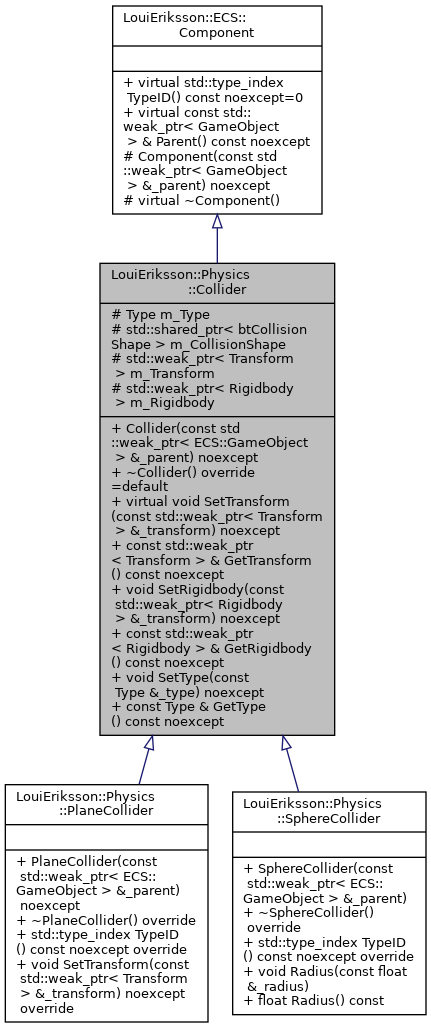 LouiEriksson::ECS::
Component
+ virtual std::type_index
TypeID() const noexcept=0
+ virtual const std::
weak_ptr< GameObject
> & Parent() const noexcept
# Component(const std
::weak_ptr< GameObject
> &_parent) noexcept
# virtual ~Component()
LouiEriksson::Physics
::Collider
# Type m_Type
# std::shared_ptr< btCollision
Shape > m_CollisionShape
# std::weak_ptr< Transform
> m_Transform
# std::weak_ptr< Rigidbody
> m_Rigidbody
+ Collider(const std
::weak_ptr< ECS::GameObject
> &_parent) noexcept
+ ~Collider() override
=default
+ virtual void SetTransform
(const std::weak_ptr< Transform
> &_transform) noexcept
+ const std::weak_ptr
< Transform > & GetTransform
() const noexcept
+ void SetRigidbody(const
std::weak_ptr< Rigidbody
> &_transform) noexcept
+ const std::weak_ptr
< Rigidbody > & GetRigidbody
() const noexcept
+ void SetType(const
Type &_type) noexcept
+ const Type & GetType
() const noexcept
LouiEriksson::Physics
::PlaneCollider
+ PlaneCollider(const
std::weak_ptr< ECS::
GameObject > &_parent)
noexcept
+ ~PlaneCollider() override
+ std::type_index TypeID
() const noexcept override
+ void SetTransform(const
std::weak_ptr< Transform
> &_transform) noexcept
override
LouiEriksson::Physics
::SphereCollider
+ SphereCollider(const
std::weak_ptr< ECS::
GameObject > &_parent)
+ ~SphereCollider()
override
+ std::type_index TypeID
() const noexcept override
+ void Radius(const float
&_radius)
+ float Radius() const